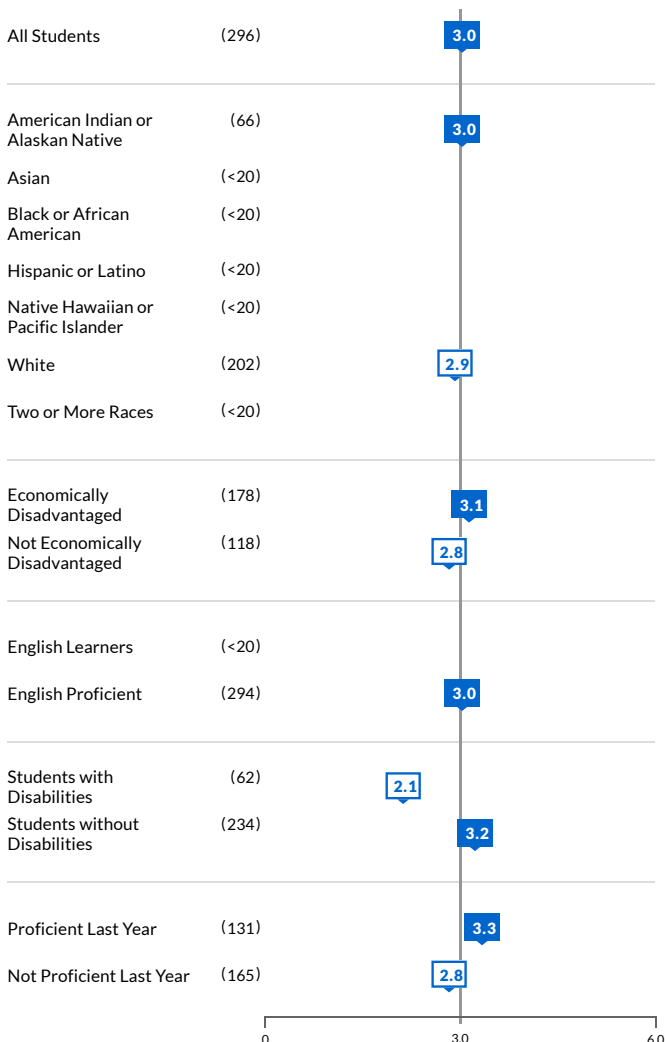 All Students (296) 3.0
American Indian or (66) 3.0
Alaskan Native
Asian (<20)
Black or African (<20)
American
Hispanic or Latino (<20)
Native Hawaiian or (<20)
Pacific Islander
White (202) 2.9
Two or More Races (<20)
Economically (178) 3.1
Disadvantaged
Not Economically (118) 2.8
Disadvantaged
English Learners (<20)
English Proficient (294) 3.0
Students with (62) 2.1
Disabilities
Students without (234) 3.2
Disabilities
Proficient Last Year (131) 3.3
Not Proficient Last Year (165) 2.8
0 3.0 6.0